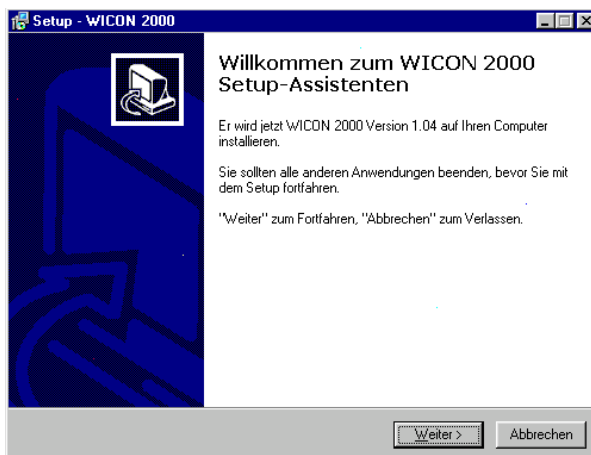 Setup - WICON 2000
Willkommen zum WICON 2000
Setup-Assistenten
Er wird jetzt WICON 2000 Version 1.04 auf Ihren Computer
installieren.
Sie sollten alle anderen Anwendungen beenden, bevor Sie mit
dem Setup fortfahren.
"Weiter" zum Fortfahren, "Abbrechen" zum Verlassen.
Weiter >
Abbrechen